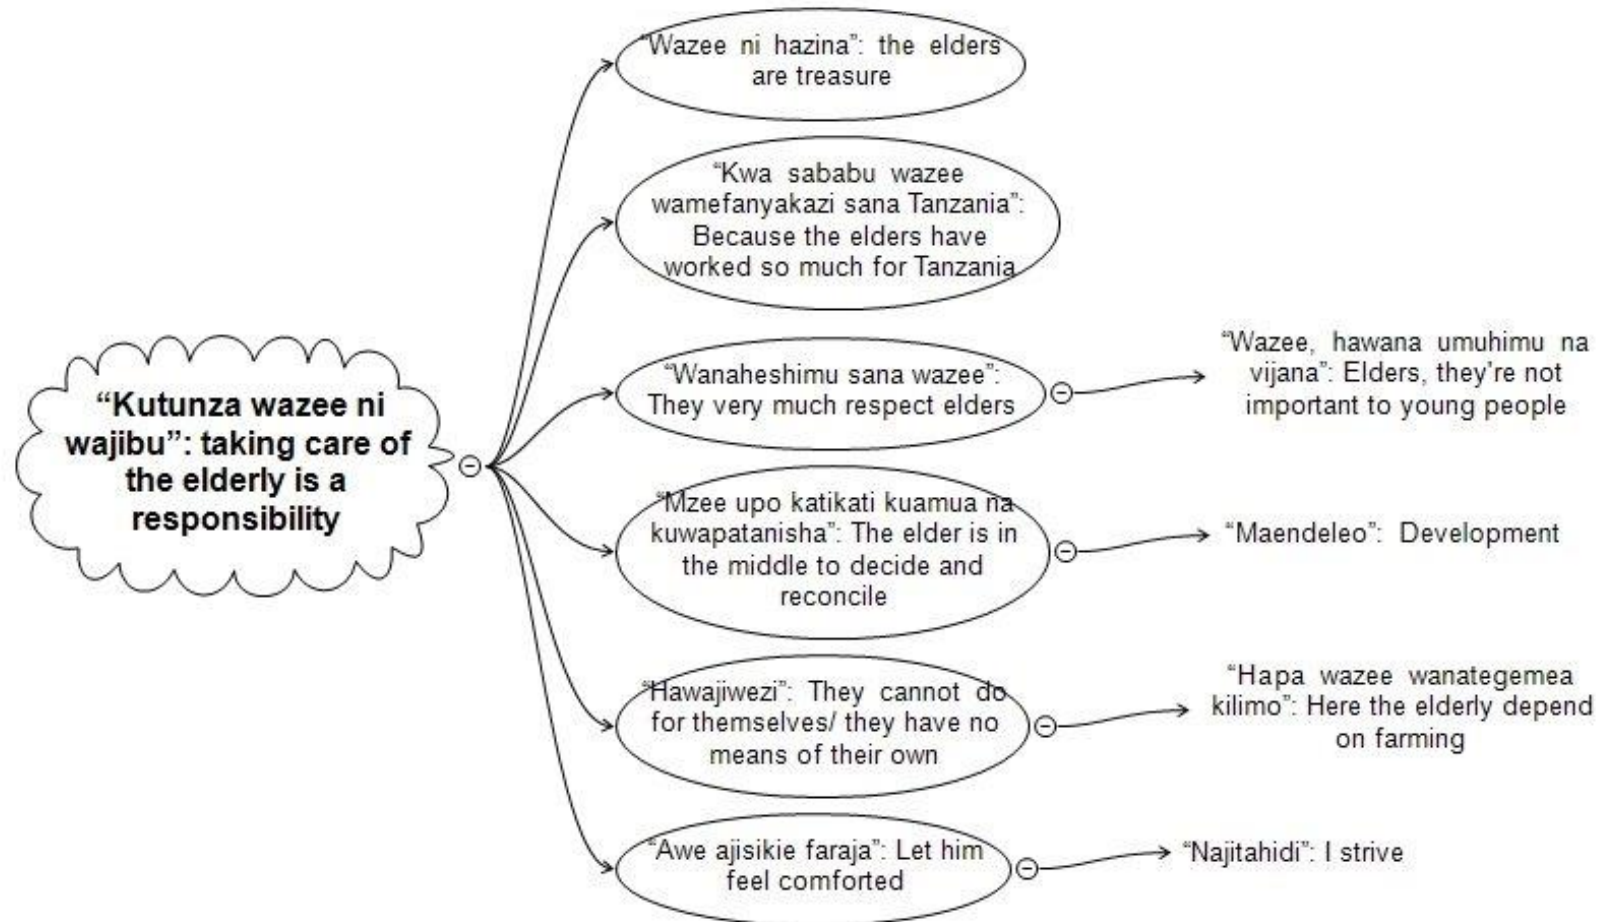 “Wazee ni hazina”: the elders
are treasure
“Kwa sababu wazee
wamefanyakazi sana Tanzania”:
Because the elders have
worked so much for Tanzania
“Kutunza wazee ni
wajibu”: taking care of
the elderly is a
responsibility
“Wanaheshimu sana wazee”:
They very much respect elders
“Wazee, hawana umuhimu na
vijana”: Elders, they're not
important to young people
“Mzee upo katikati kuamua na
kuwapatanisha”: The elder is in
the middle to decide and
reconcile
“Maendeleo”: Development
“Hawajiwezi”: They cannot do
for themselves/ they have no
means of their own
“Hapa wazee wanategemea
kilimo”: Here the elderly depend
on farming
“Awe ajisikie faraja”: Let him
feel comforted
“Najitahidi”: I strive